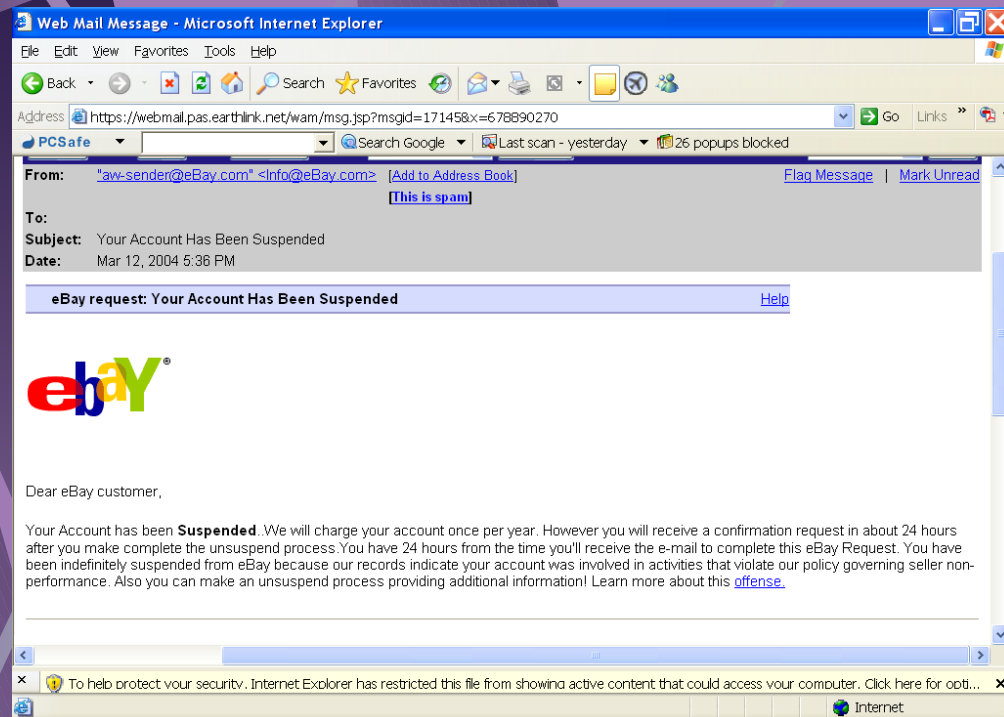 Web Mail Message - Microsoft Internet Explorer
File Edit View Favorites Tools Help
Back Search Favorites
Address https://webmail.pas.earthlink.net/wam/msg.jsp?msgid=17145&x=678890270 Go Links »
PCSafe Search Google Last scan - yesterday 26 popups blocked
From: "aw-sender@eBay.com" <Info@eBay.com> [Add to Address Book] Flag Message | Mark Unread
[This is spam]
To:
Subject: Your Account Has Been Suspended
Date: Mar 12, 2004 5:36 PM
eBay request: Your Account Has Been Suspended Help
ebaY®
Dear eBay customer,
Your Account has been Suspended..We will charge your account once per year. However you will receive a confirmation request in about 24 hours
after you make complete the unsuspend process.You have 24 hours from the time you'll receive the e-mail to complete this eBay Request. You have
been indefinitely suspended from eBay because our records indicate your account was involved in activities that violate our policy governing seller non-
performance. Also you can make an unsuspend process providing additional information! Learn more about this offense.
To help protect your security, Internet Explorer has restricted this file from showing active content that could access your computer. Click here for opti...
Internet